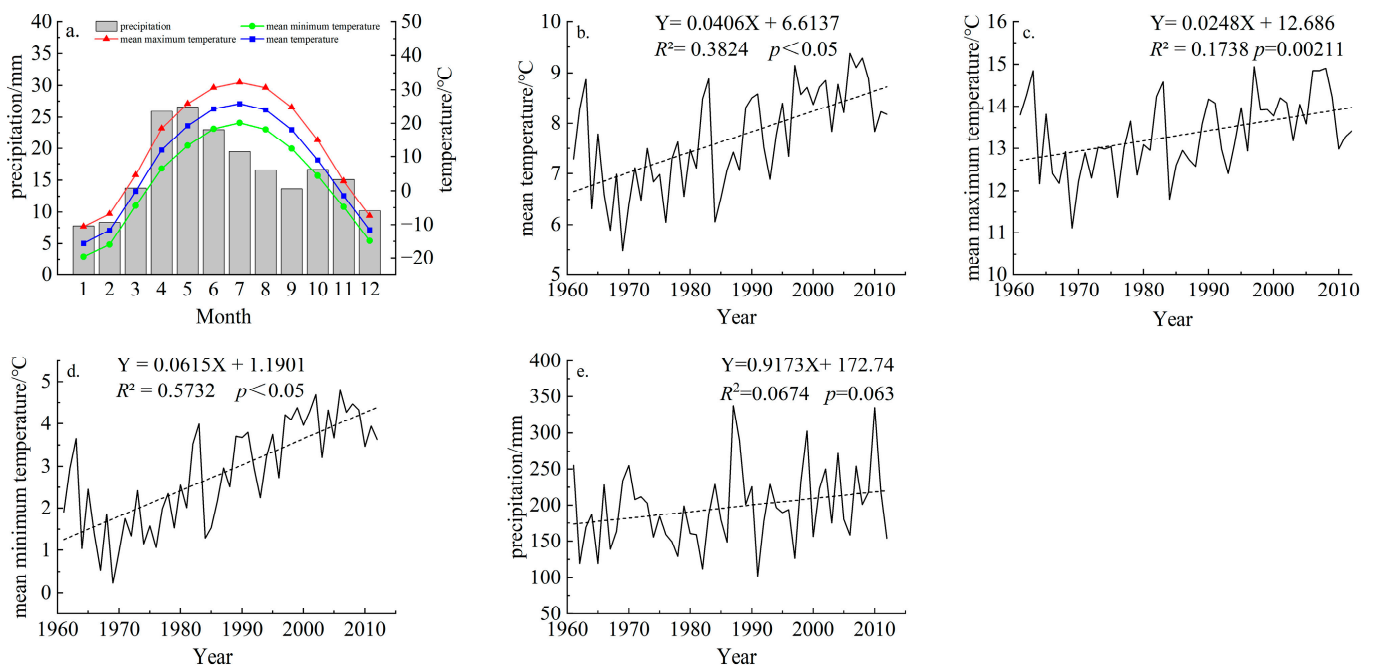 a.
precipitation
mean minimum temperature
mean maximum temperature
mean temperature
precipitation/mm
40
35
30
25
20
15
10
5
0
1 2 3 4 5 6 7 8 9 10 11 12
Month
50
40
30
20
10
0
−10
−20
temperature/°C
b.
Y= 0.0406X + 6.6137
R²= 0.3824 p<0.05
mean temperature/°C
10
9
8
7
6
5
1960 1970 1980 1990 2000 2010
Year
c.
Y= 0.0248X + 12.686
R² = 0.1738 p=0.00211
mean maximum temperature/°C
16
15
14
13
12
11
10
1960 1970 1980 1990 2000 2010
Year
d.
Y = 0.0615X + 1.1901
R² = 0.5732 p<0.05
mean minimum temperature/°C
5
4
3
2
1
0
1960 1970 1980 1990 2000 2010
Year
e.
Y=0.9173X+ 172.74
R²=0.0674 p=0.063
precipitation/mm
400
350
300
250
200
150
100
50
1960 1970 1980 1990 2000 2010
Year